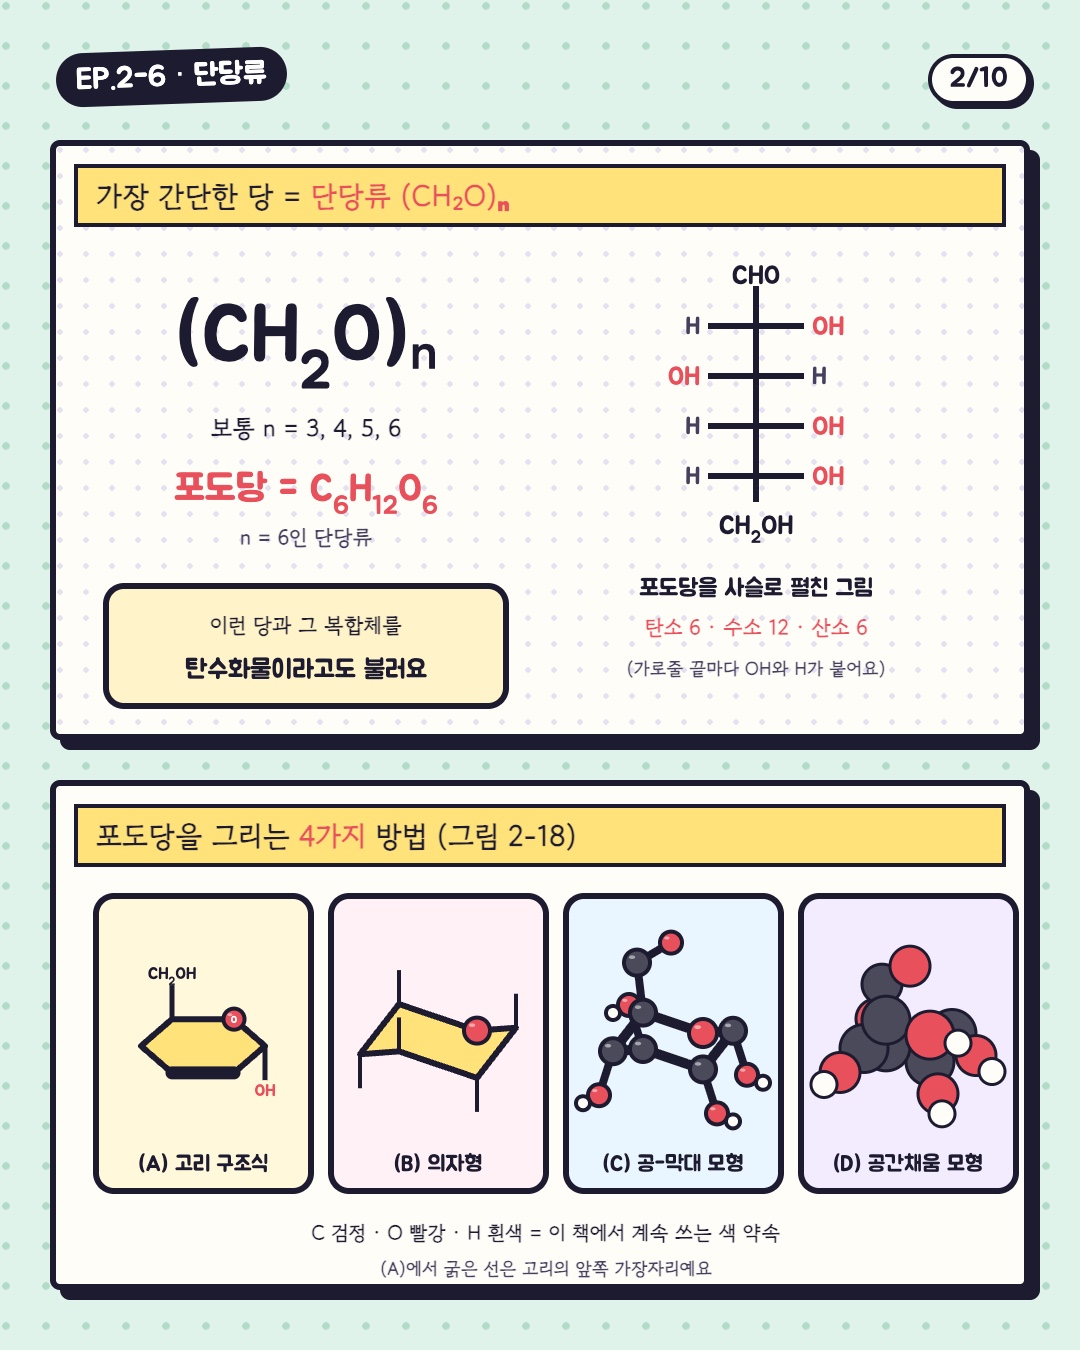 EP.2-6 · 단당류
2/10
가장 간단한 당 = 단당류 (CH₂O)ₙ
(CH₂O)ₙ
보통 n = 3, 4, 5, 6
포도당 = C₆H₁₂O₆
n = 6인 단당류
이런 당과 그 복합체를
탄수화물이라고도 불러요
CHO
H OH
OH H
H OH
H OH
CH₂OH
포도당을 사슬로 펼친 그림
탄소 6 · 수소 12 · 산소 6
(가로줄 끝마다 OH와 H가 붙어요)
포도당을 그리는 4가지 방법 (그림 2-18)
CH₂OH
O
OH
(A) 고리 구조식
(B) 의자형
(C) 공-막대 모형
(D) 공간채움 모형
C 검정 · O 빨강 · H 흰색 = 이 책에서 계속 쓰는 색 약속
(A)에서 굵은 선은 고리의 앞쪽 가장자리예요